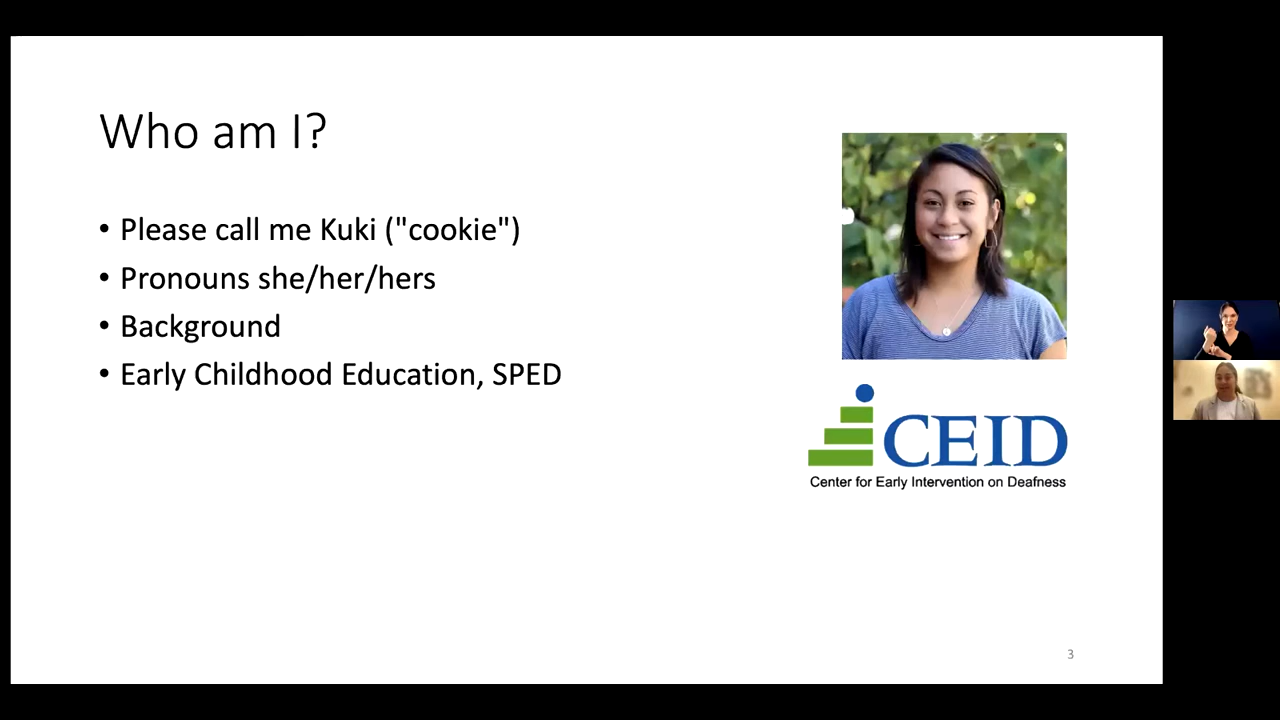 Who am I?
• Please call me Kuki ("cookie")
• Pronouns she/her/hers
• Background
• Early Childhood Education, SPED
CEID
Center for Early Intervention on Deafness
3